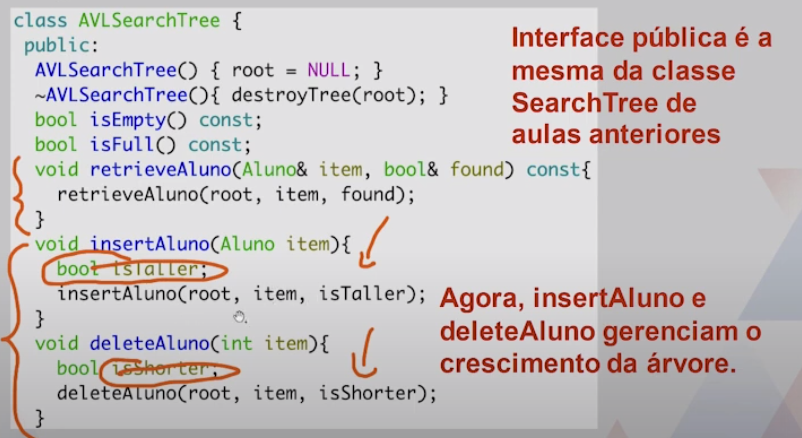 class AVLSearchTree {
public:
AVLSearchTree() { root = NULL; }
~AVLSearchTree(){ destroyTree(root); }
bool isEmpty() const;
bool isFull() const;
void retrieveAluno(Aluno& item, bool& found) const{
retrieveAluno(root, item, found);
}
void insertAluno(Aluno item){
bool isTaller;
insertAluno(root, item, isTaller);
}
void deleteAluno(int item){
bool isShorter;
deleteAluno(root, item, isShorter);
}
Interface pública é a
mesma da classe
SearchTree de
aulas anteriores
Agora, insertAluno e
deleteAluno gerenciam o
crescimento da árvore.